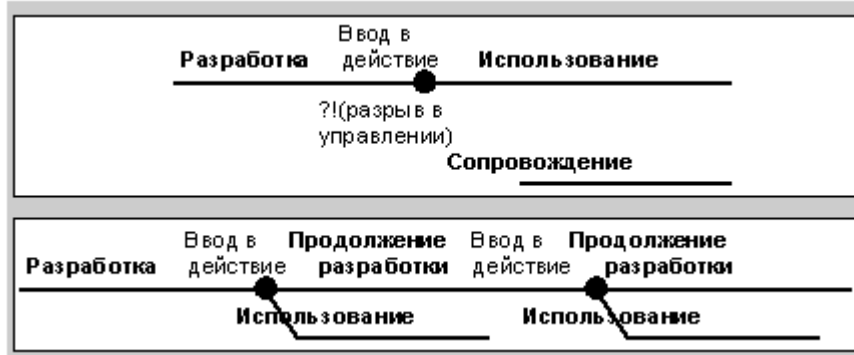 Ввод в
Разработка действие Использование
?!(разрыв в
управлении)
Сопровождение
Ввод в Продолжение Ввод в Продолжение
Разработка действие разработки действие разработки
Использование Использование